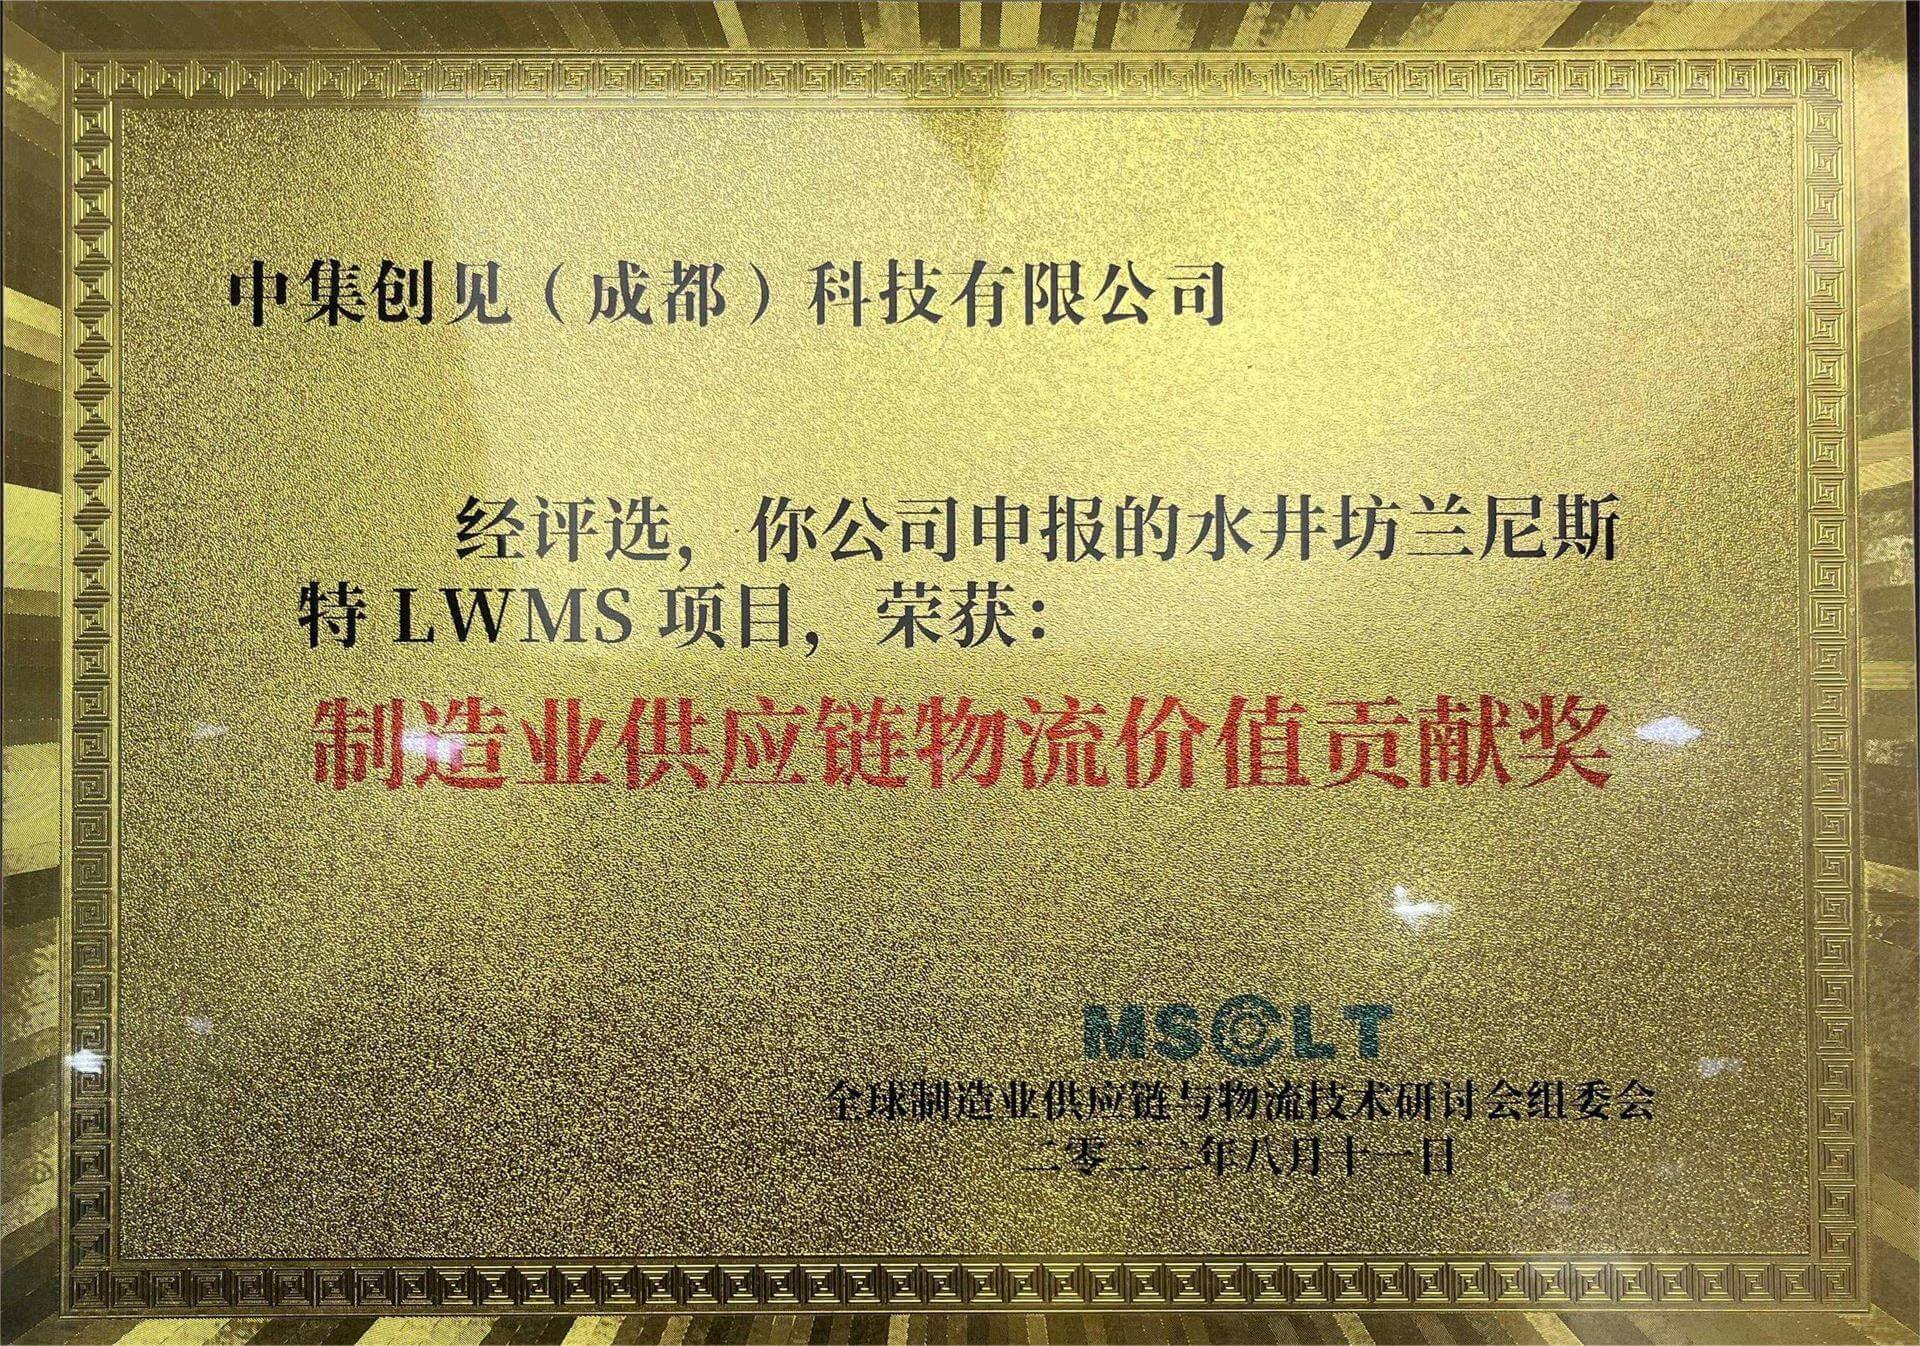 中集创见（成都）科技有限公司
经评选，你公司申报的水井坊兰尼斯
特 LWMS 项目，荣获：
制造业供应链物流价值贡献奖
MSCLT
全球制造业供应链与物流技术研讨会组委会
二零二二年八月十一日